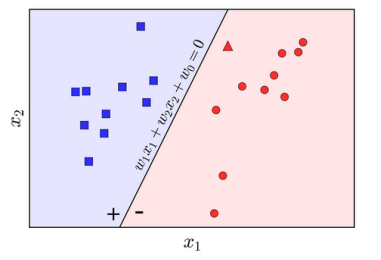 w₁x₁ + w₂x₂ + w₀ = 0
x₂
+ -
x₁